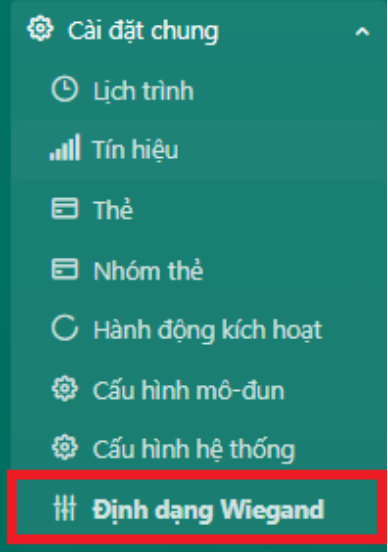 Cài đặt chung
Lịch trình
Tín hiệu
Thẻ
Nhóm thẻ
Hành động kích hoạt
Cấu hình mô-đun
Cấu hình hệ thống
Định dạng Wiegand